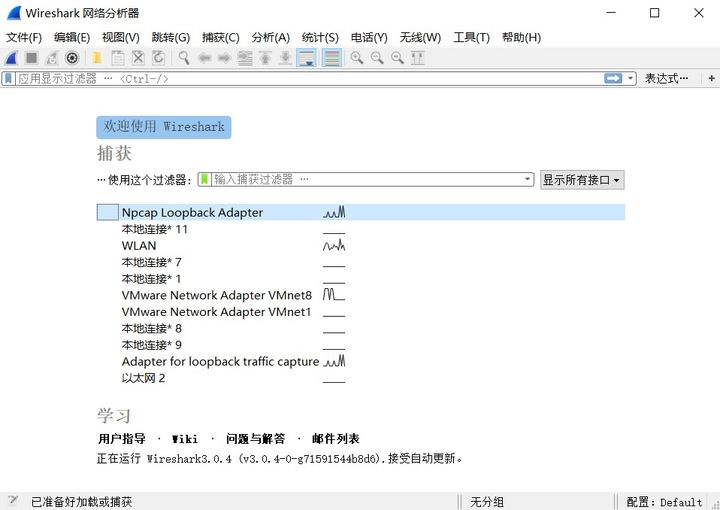 Wireshark 网络分析器
文件(F) 编辑(E) 视图(V) 跳转(G) 捕获(C) 分析(A) 统计(S) 电话(Y) 无线(W) 工具(T) 帮助(H)
应用显示过滤器 … <Ctrl-/> 表达式… +
欢迎使用 Wireshark
捕获
…使用这个过滤器: 输入捕获过滤器 … 显示所有接口
Npcap Loopback Adapter
本地连接* 11
WLAN
本地连接* 7
本地连接* 1
VMware Network Adapter VMnet8
VMware Network Adapter VMnet1
本地连接* 8
本地连接* 9
Adapter for loopback traffic capture
以太网 2
学习
用户指导 · Wiki · 问题与解答 · 邮件列表
正在运行 Wireshark3.0.4 (v3.0.4-0-g71591544b8d6).接受自动更新。
已准备好加载或捕获 无分组 配置：Default